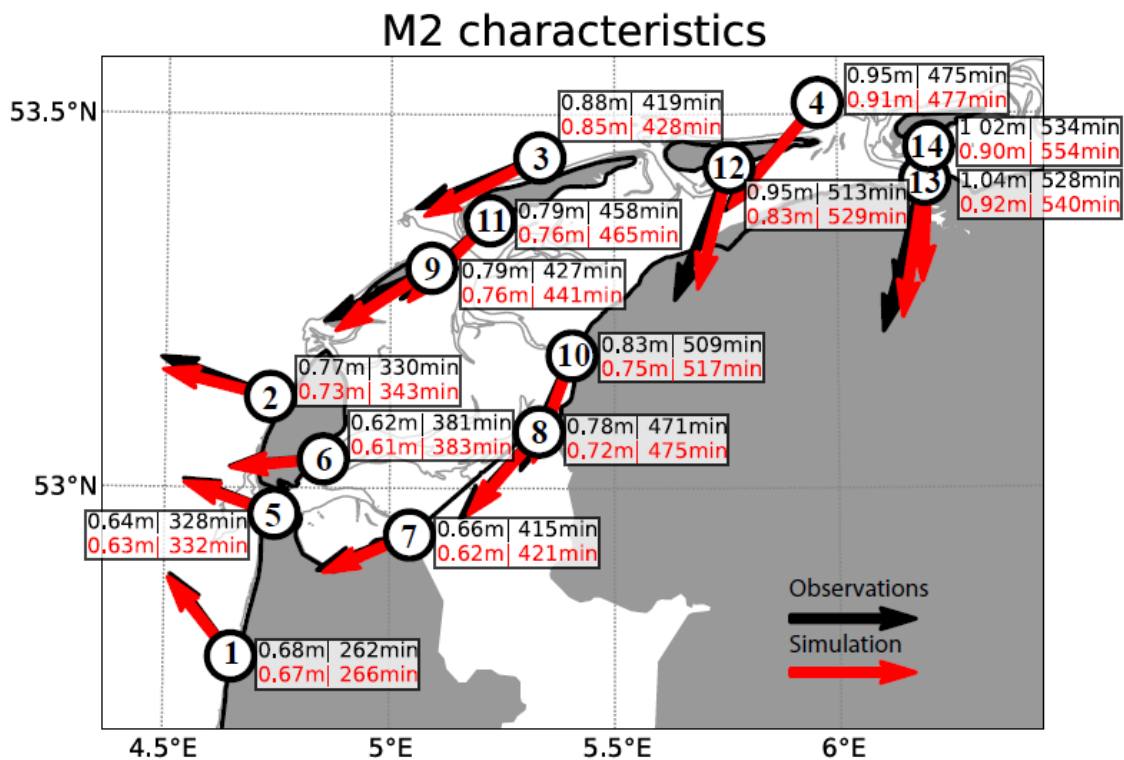 M2 characteristics
53.5°N
53°N
4.5°E
5°E
5.5°E
6°E
4
0.95m| 475min
0.91m| 477min
3
0.88m| 419min
0.85m| 428min
14
1 02m| 534min
0.90m| 554min
13
1.04m| 528min
0.92m| 540min
12
0.95m| 513min
0.83m| 529min
11
0.79m| 458min
0.76m| 465min
9
0.79m| 427min
0.76m| 441min
10
0.83m| 509min
0.75m| 517min
2
0.77m| 330min
0.73m| 343min
6
0.62m| 381min
0.61m| 383min
8
0.78m| 471min
0.72m| 475min
5
0.64m| 328min
0.63m| 332min
7
0.66m| 415min
0.62m| 421min
1
0.68m| 262min
0.67m| 266min
Observations
Simulation